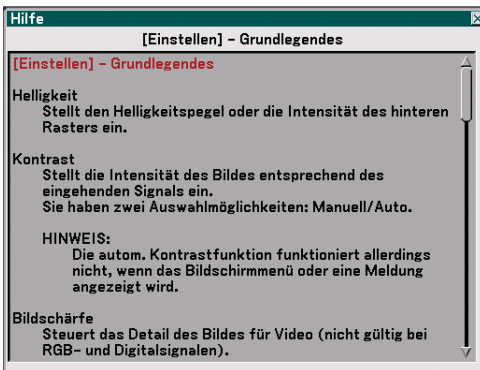 Hilfe
[Einstellen] – Grundlegendes
[Einstellen] – Grundlegendes
Helligkeit
Stellt den Helligkeitspegel oder die Intensität des hinteren
Rasters ein.
Kontrast
Stellt die Intensität des Bildes entsprechend des
eingehenden Signals ein.
Sie haben zwei Auswahlmöglichkeiten: Manuell/Auto.
HINWEIS:
Die autom. Kontrastfunktion funktioniert allerdings
nicht, wenn das Bildschirmmenü oder eine Meldung
angezeigt wird.
Bildschärfe
Steuert das Detail des Bildes für Video (nicht gültig bei
RGB– und Digitalsignalen).